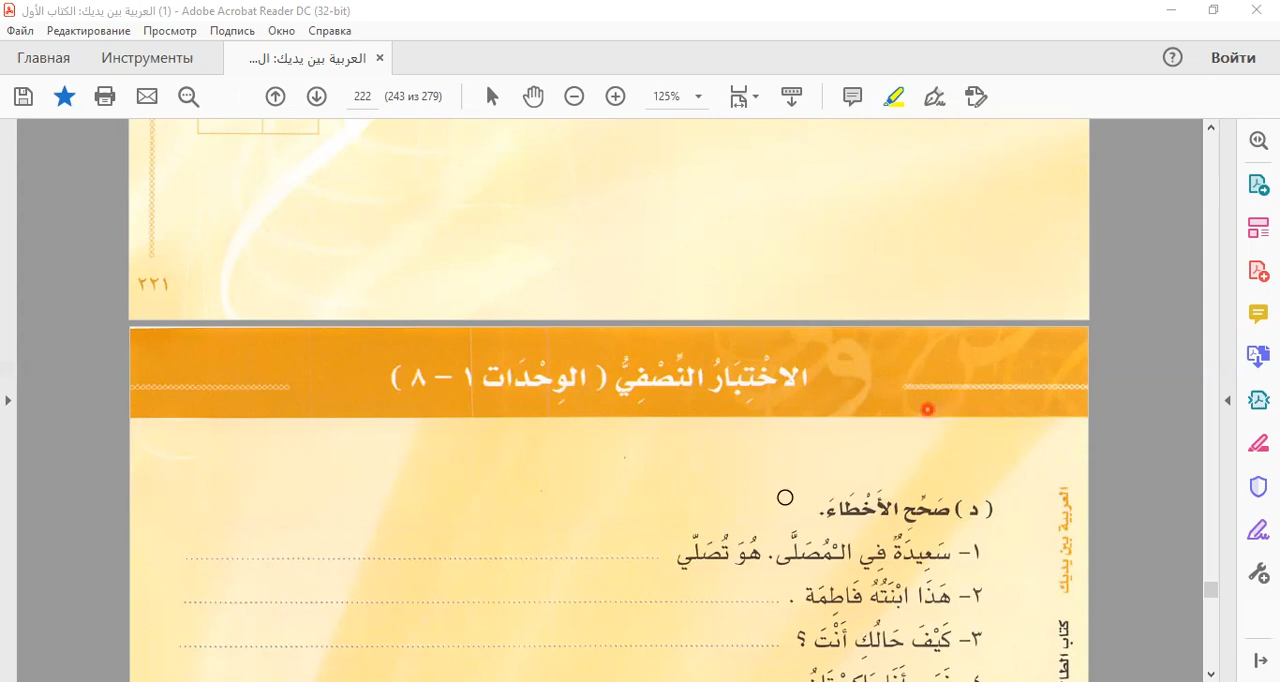 العربية بين يديك: الكتاب الأول (1) - Adobe Acrobat Reader DC (32-bit)
Файл Редактирование Просмотр Подпись Окно Справка
Главная Инструменты العربية بين يديك: ال... × Войти
222 (243 из 279) 125%
٢٢١
الاخْتِبَارُ النِّصْفِيُّ ( الوِحْدَات ١ – ٨ )
( د ) صَحِّحِ الأَخْطَاءَ.
١- سَعِيدَةٌ فِي الـْمُصَلَّى. هُوَ تُصَلّي
٢- هَذَا ابْنَتُهُ فَاطِمَة .
٣- كَيْفَ حَالُكِ أَنْتَ ؟
العربية بين يديك
كتاب